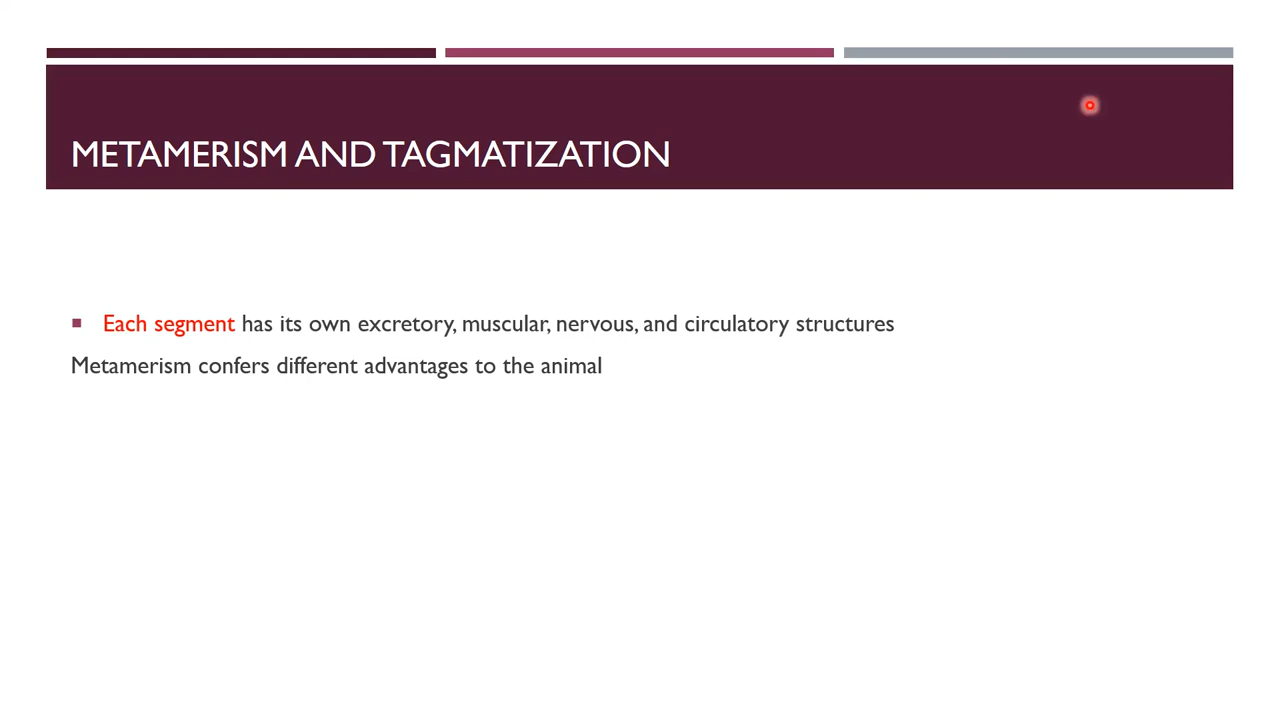 METAMERISM AND TAGMATIZATION
Each segment has its own excretory, muscular, nervous, and circulatory structures
Metamerism confers different advantages to the animal